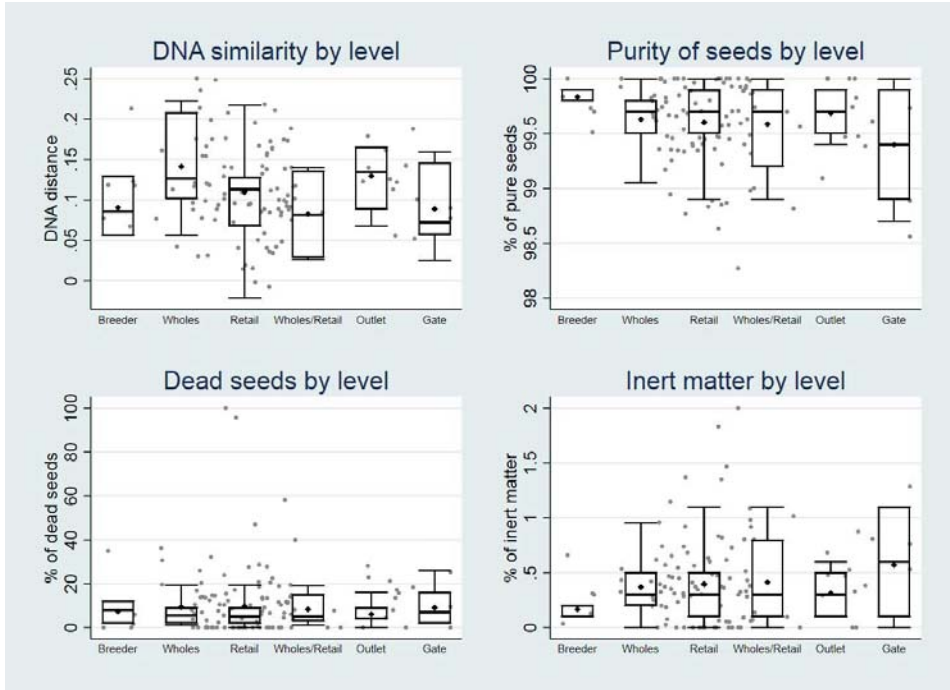 DNA similarity by level
DNA distance
.25
.2
.15
.1
.05
0
Breeder Wholes Retail Wholes/Retail Outlet Gate
Purity of seeds by level
% of pure seeds
100
99.5
99
98.5
98
Breeder Wholes Retail Wholes/Retail Outlet Gate
Dead seeds by level
% of dead seeds
100
80
60
40
20
0
Breeder Wholes Retail Wholes/Retail Outlet Gate
Inert matter by level
% of inert matter
2
1.5
1
.5
0
Breeder Wholes Retail Wholes/Retail Outlet Gate